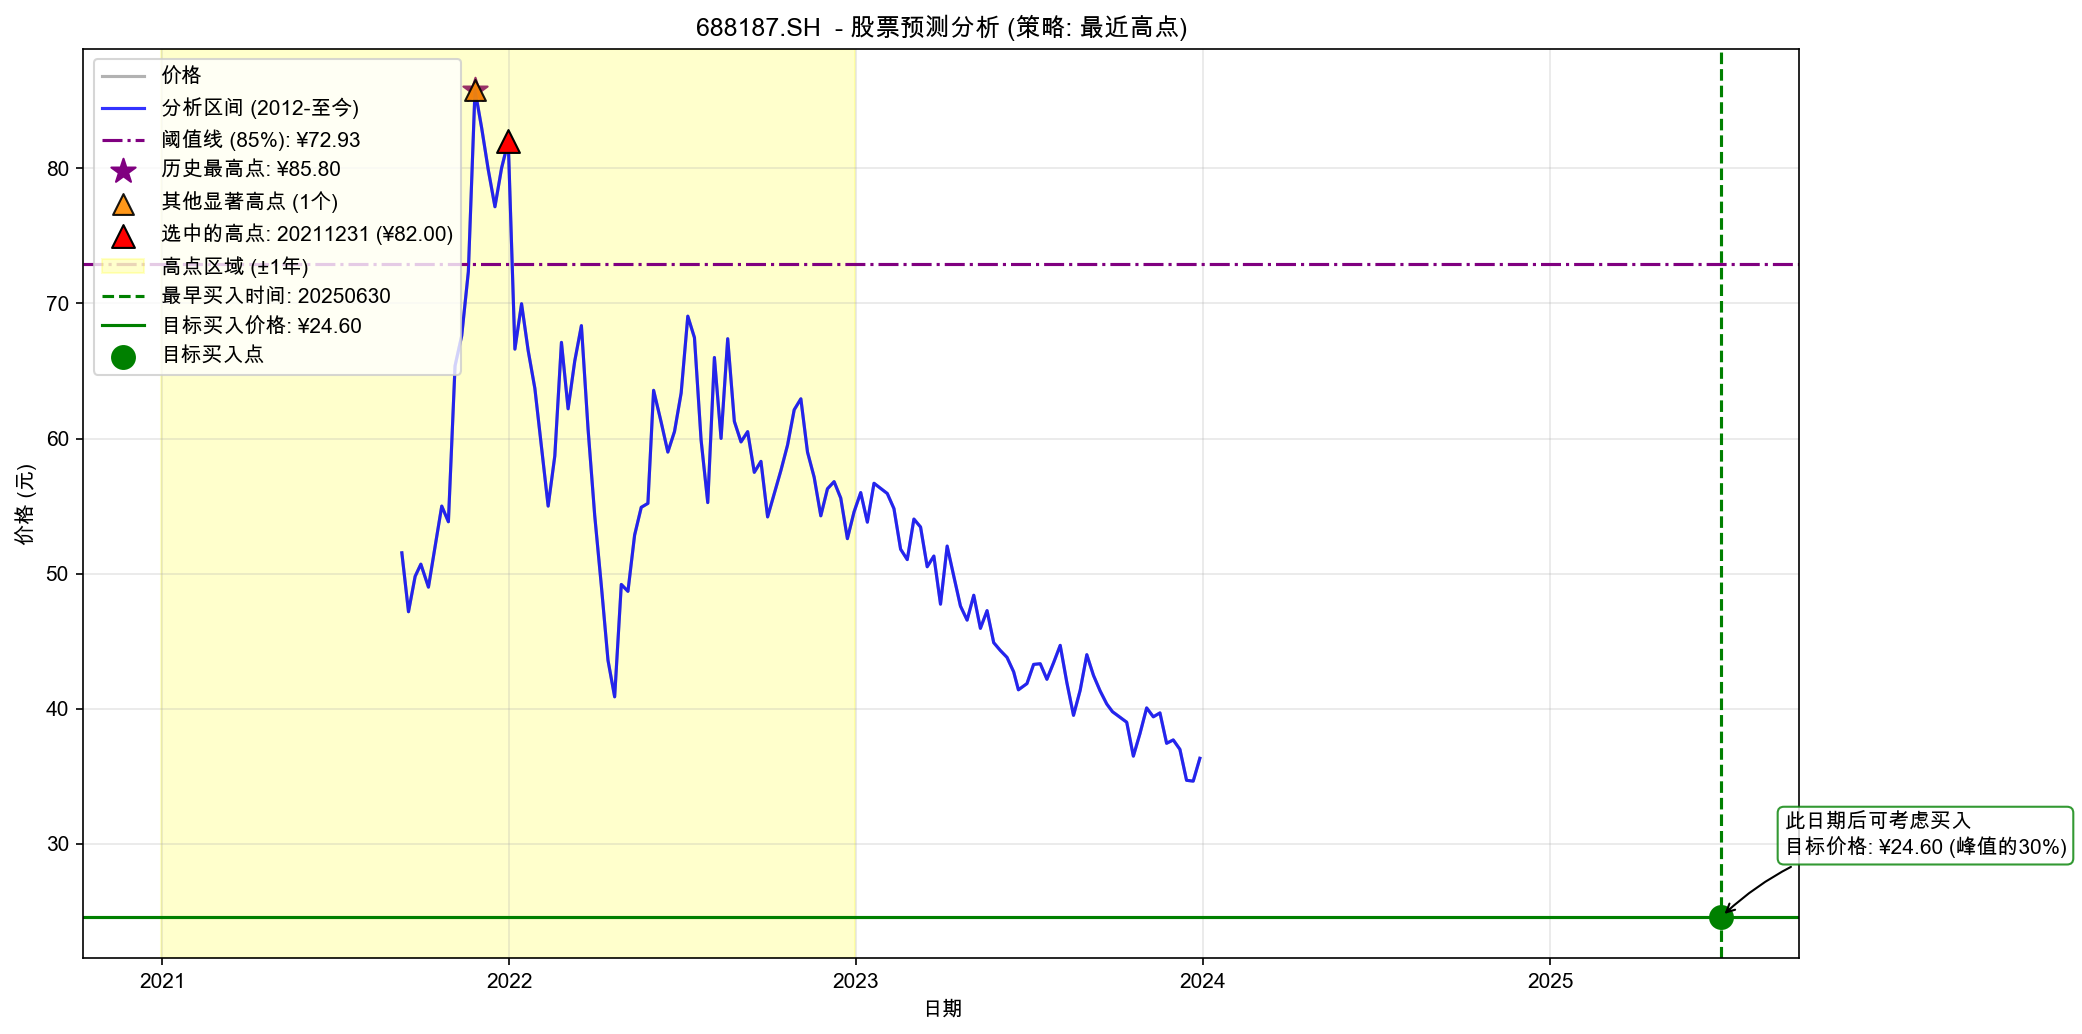 688187.SH  - 股票预测分析 (策略: 最近高点)
价格
分析区间 (2012-至今)
阈值线 (85%): ¥72.93
历史最高点: ¥85.80
其他显著高点 (1个)
选中的高点: 20211231 (¥82.00)
高点区域 (±1年)
最早买入时间: 20250630
目标买入价格: ¥24.60
目标买入点
价格 (元)
80
70
60
50
40
30
此日期后可考虑买入
目标价格: ¥24.60 (峰值的30%)
2021
2022
2023
2024
2025
日期